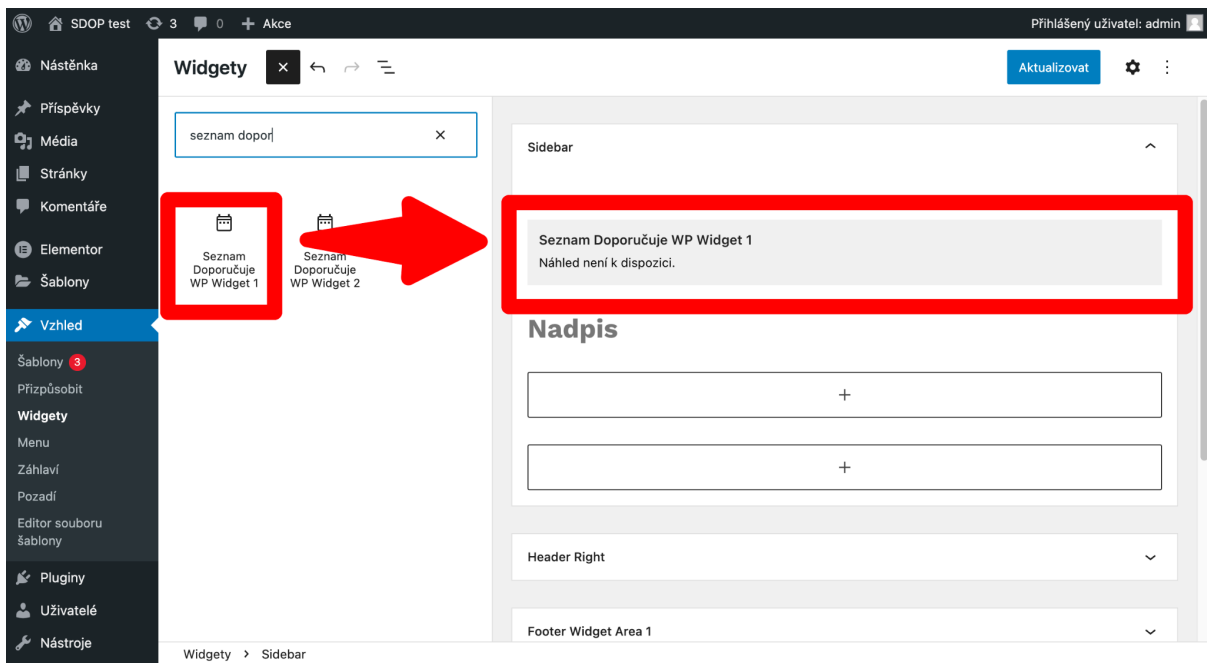 SDOP test
3
0
Akce
Přihlášený uživatel: admin
Nástěnka
Příspěvky
Média
Stránky
Komentáře
Elementor
Šablony
Vzhled
Šablony 3
Přizpůsobit
Widgety
Menu
Záhlaví
Pozadí
Editor souboru
šablony
Pluginy
Uživatelé
Nástroje
Widgety
Aktualizovat
seznam dopor
Seznam
Doporučuje
WP Widget 1
Seznam
Doporučuje
WP Widget 2
Sidebar
Seznam Doporučuje WP Widget 1
Náhled není k dispozici.
Nadpis
Header Right
Footer Widget Area 1
Widgety > Sidebar